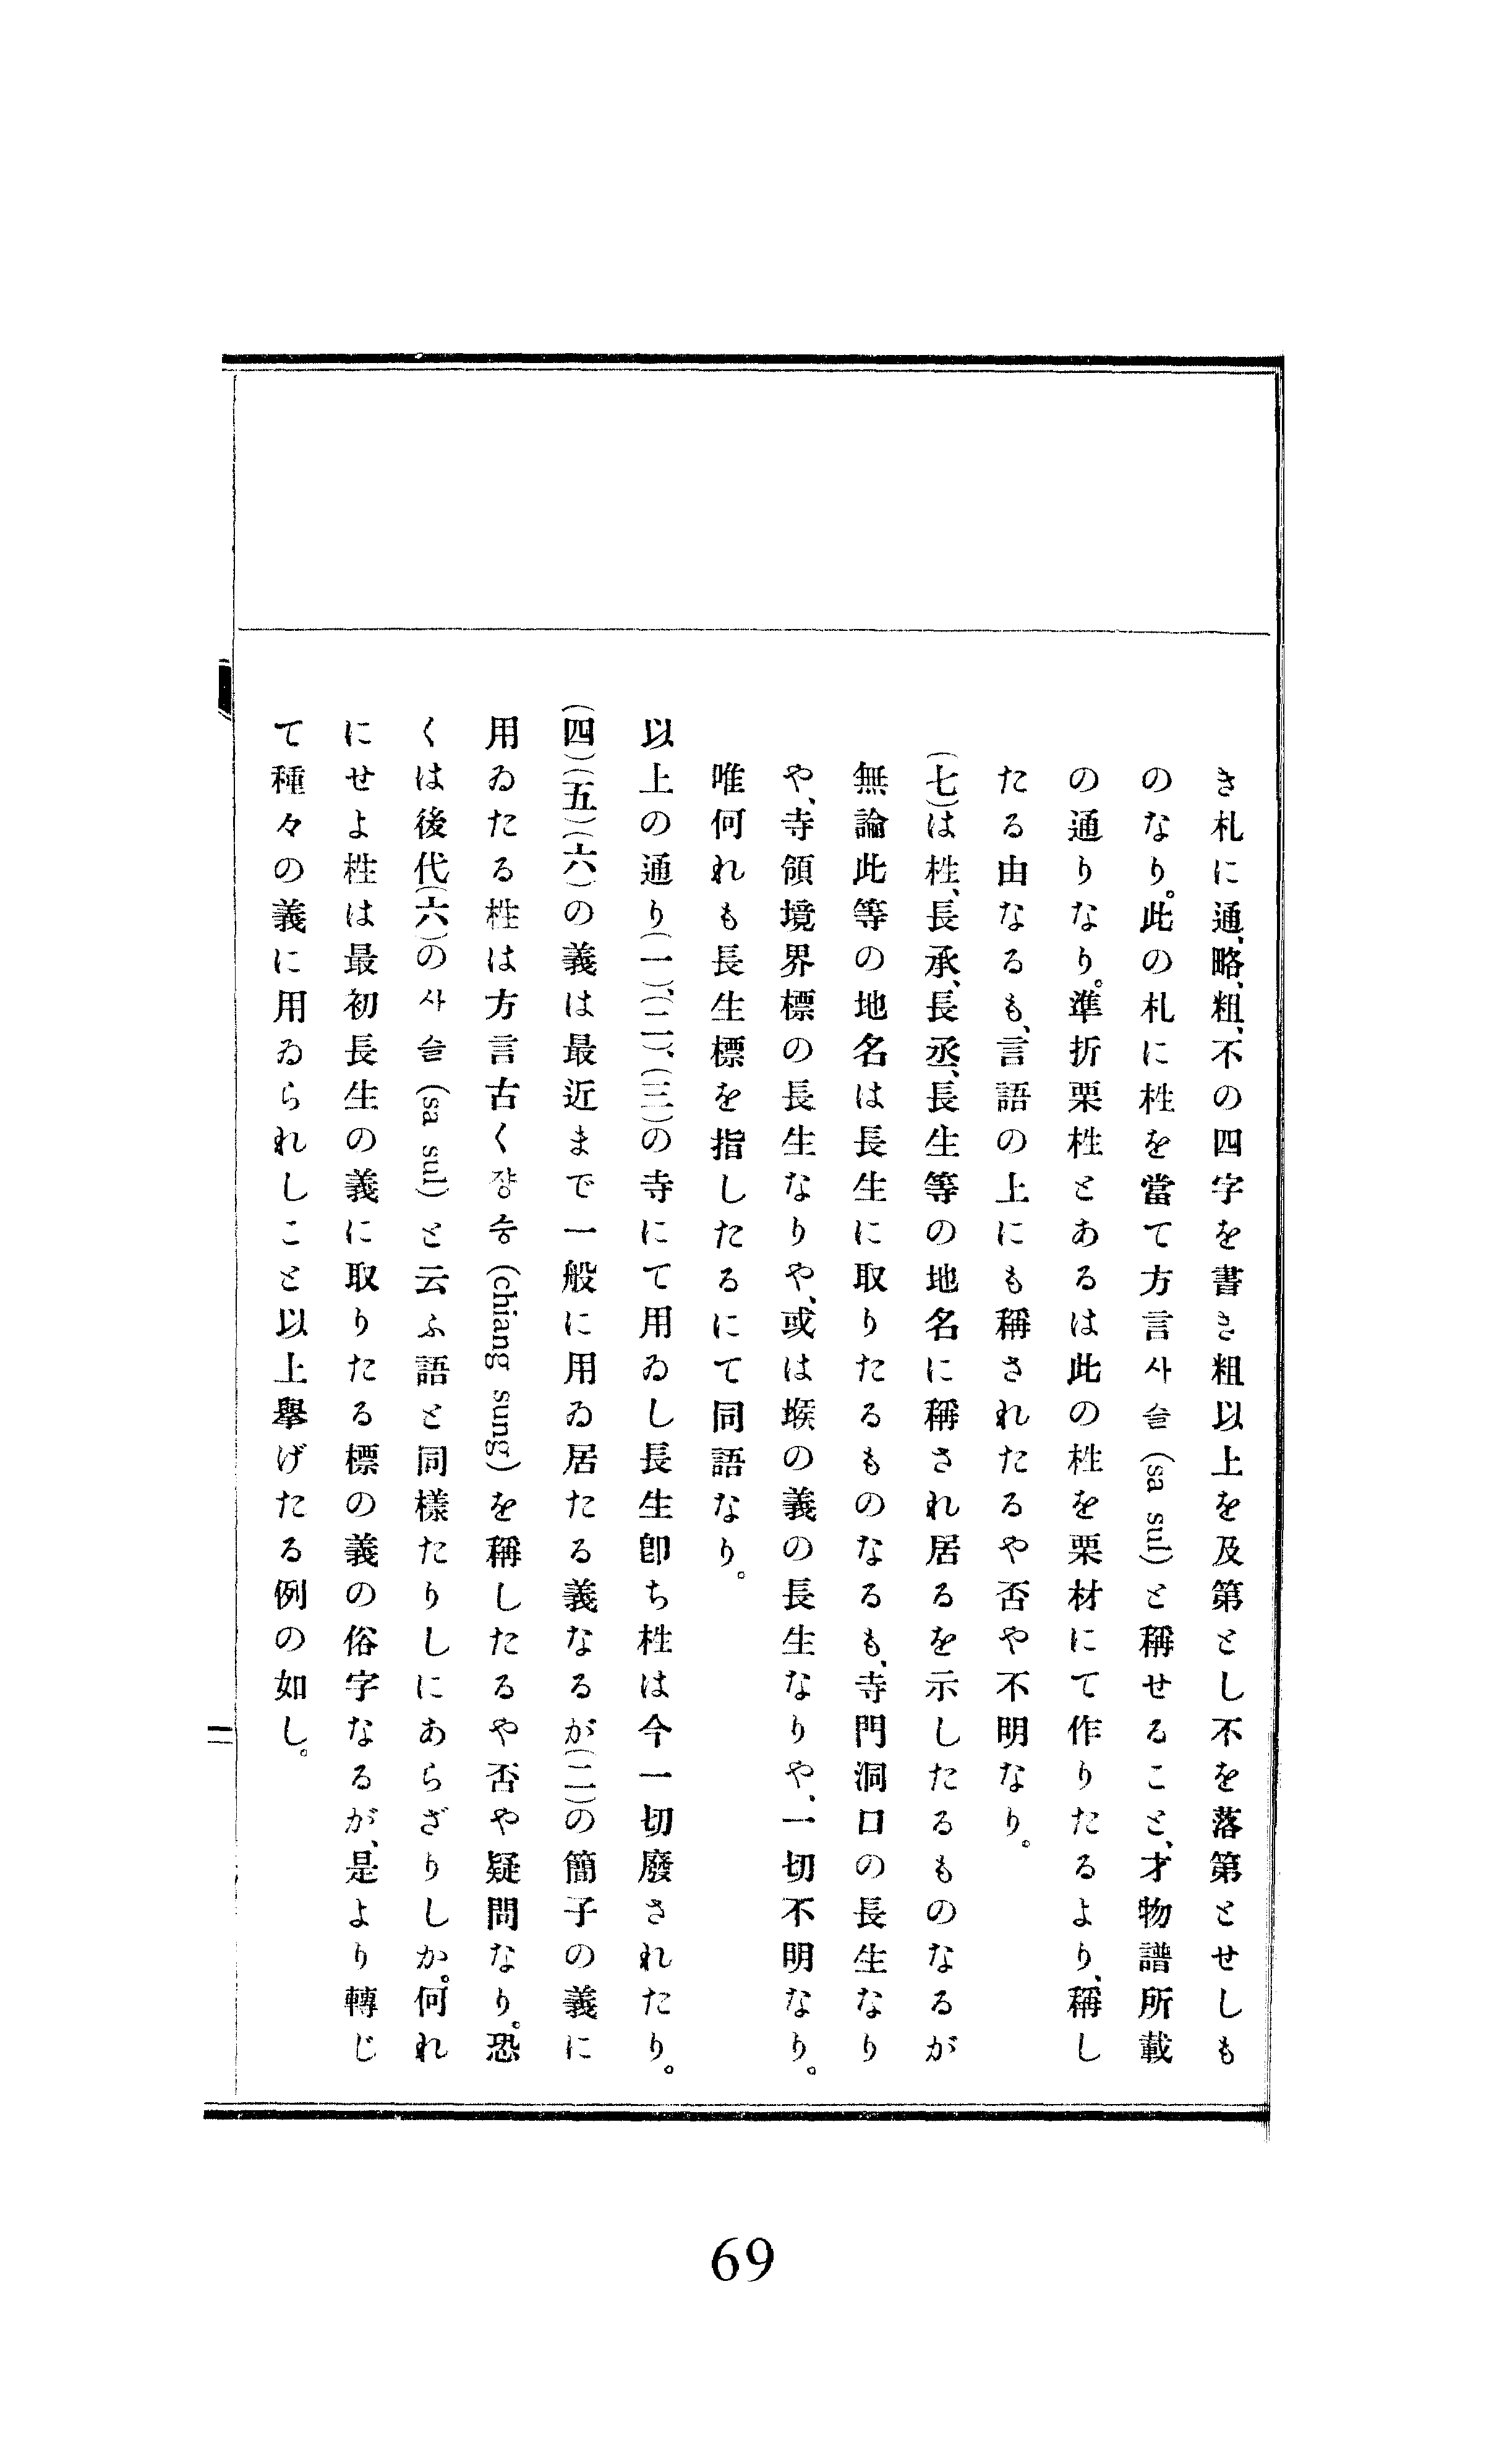 き札に通、略、粗、不の四字を書き粗以上を及第とし不を落第とせしも
のなり。此の札に栍を當て方言사슬(sa sul)と稱せること、才物譜所載
の通りなり。準折栗栍とあるは此の栍を栗材にて作りたるより、稱し
たる由なるも、言語の上にも稱されたるや否や不明なり。
(七)は栍、長承、長丞、長生等の地名に稱され居るを示したるものなるが
無論此等の地名は長生に取りたるものなるも、寺門洞口の長生なり
や、寺領境界標の長生なりや、或は堠の義の長生なりや、一切不明なり。
唯何れも長生標を指したるにて同語なり。
以上の通り(一)、(二)、(三)の寺にて用ゐし長生卽ち栍は今一切廢されたり。
(四)(五)(六)の義は最近まで一般に用ゐ居たる義なるが(二)の簡子の義に
用ゐたる栍は方言古く쟝승(chiang sung)を稱したるや否や疑問なり。恐
くは後代(六)の사슬(sa sul)と云ふ語と同樣たりしにあらざりしか。何れ
にせよ栍は最初長生の義に取りたる標の義の俗字なるが、是より轉じ
て種々の義に用ゐられしこと以上擧げたる例の如し。
二
69